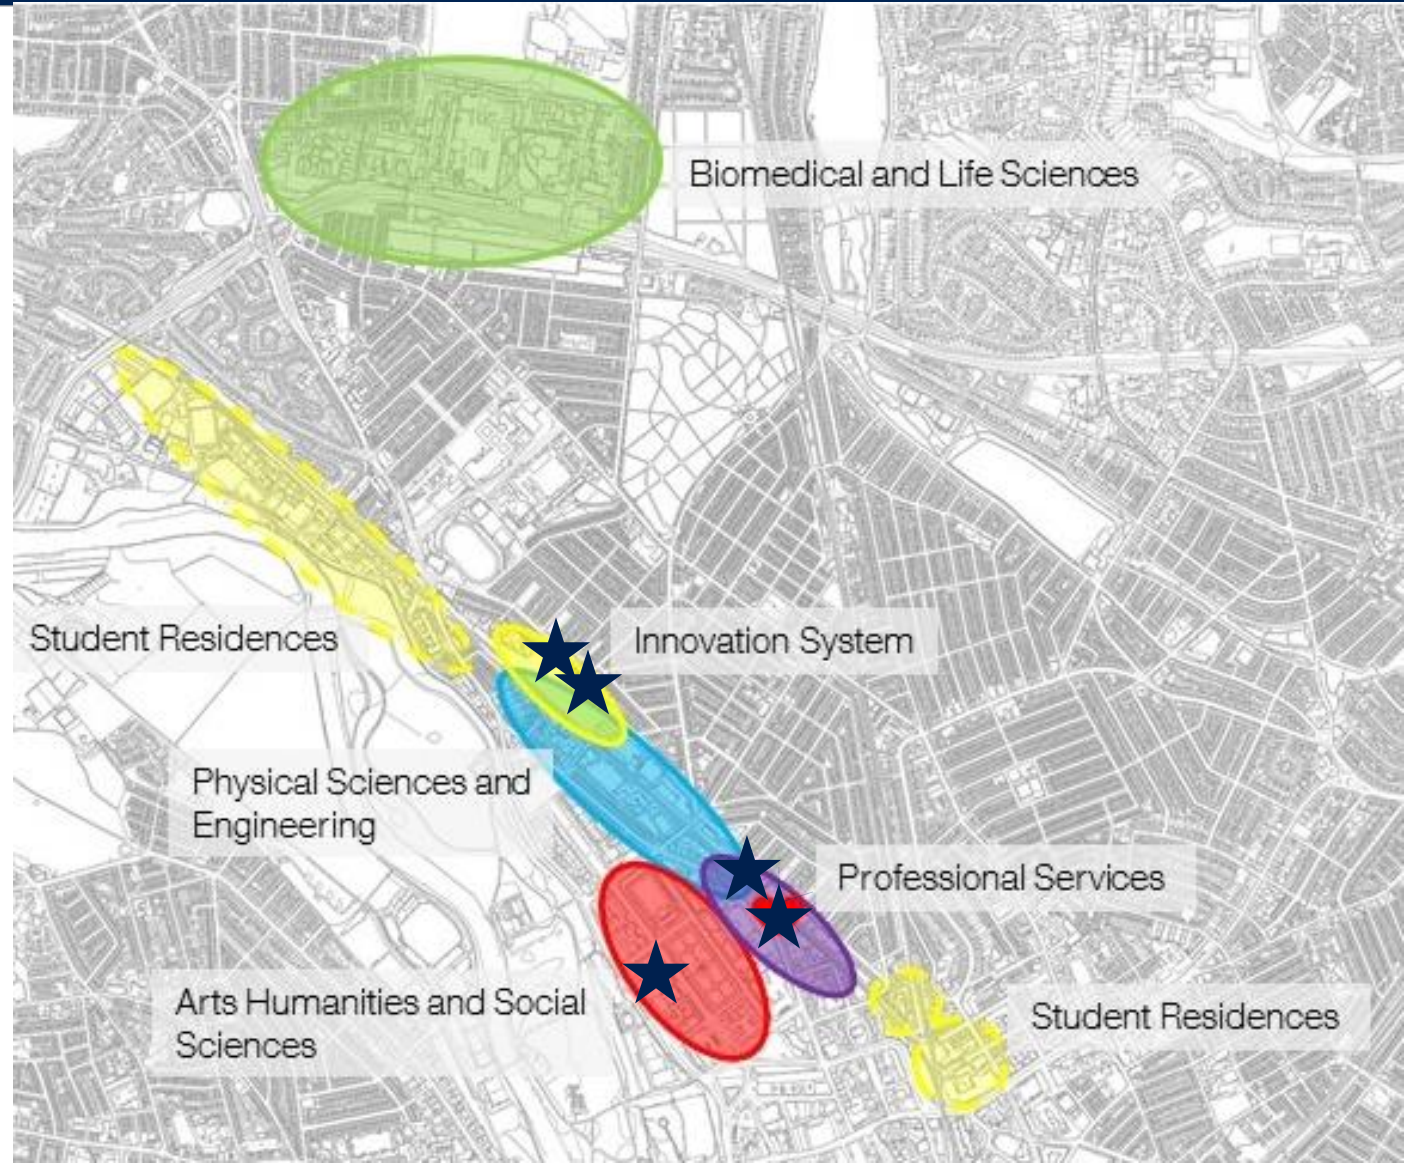 Biomedical and Life Sciences
Student Residences
Innovation System
Physical Sciences and
Engineering
Professional Services
Arts Humanities and Social
Sciences
Student Residences